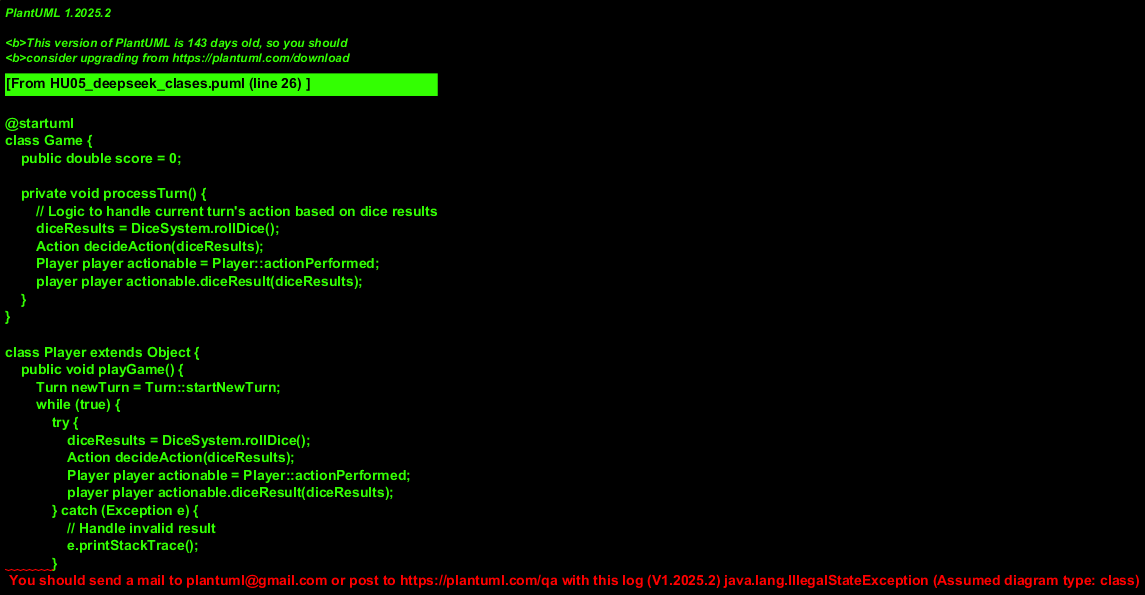 PlantUML 1.2025.2
<b>This version of PlantUML is 143 days old, so you should
<b>consider upgrading from https://plantuml.com/download
[From HU05_deepseek_clases.puml (line 26) ]
@startuml
class Game {
public double score = 0;
private void processTurn() {
// Logic to handle current turn's action based on dice results
diceResults = DiceSystem.rollDice();
Action decideAction(diceResults);
Player player actionable = Player::actionPerformed;
player player actionable.diceResult(diceResults);
}
}
class Player extends Object {
public void playGame() {
Turn newTurn = Turn::startNewTurn;
while (true) {
try {
diceResults = DiceSystem.rollDice();
Action decideAction(diceResults);
Player player actionable = Player::actionPerformed;
player player actionable.diceResult(diceResults);
} catch (Exception e) {
// Handle invalid result
e.printStackTrace();
}
You should send a mail to plantuml@gmail.com or post to https://plantuml.com/qa with this log (V1.2025.2) java.lang.IllegalStateException (Assumed diagram type: class)